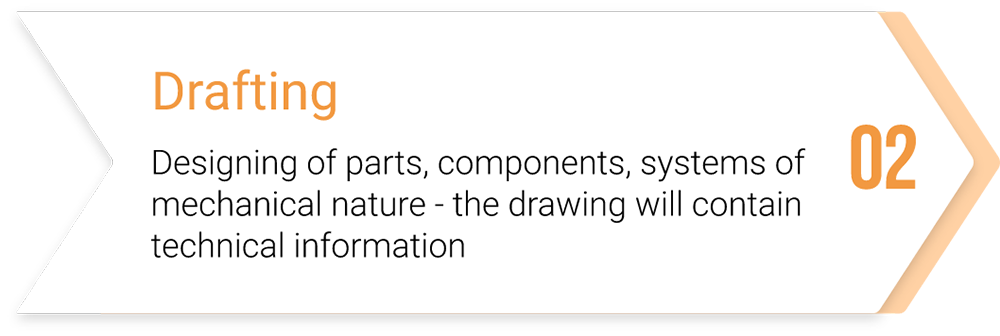 Drafting
Designing of parts, components, systems of
mechanical nature - the drawing will contain
technical information
02